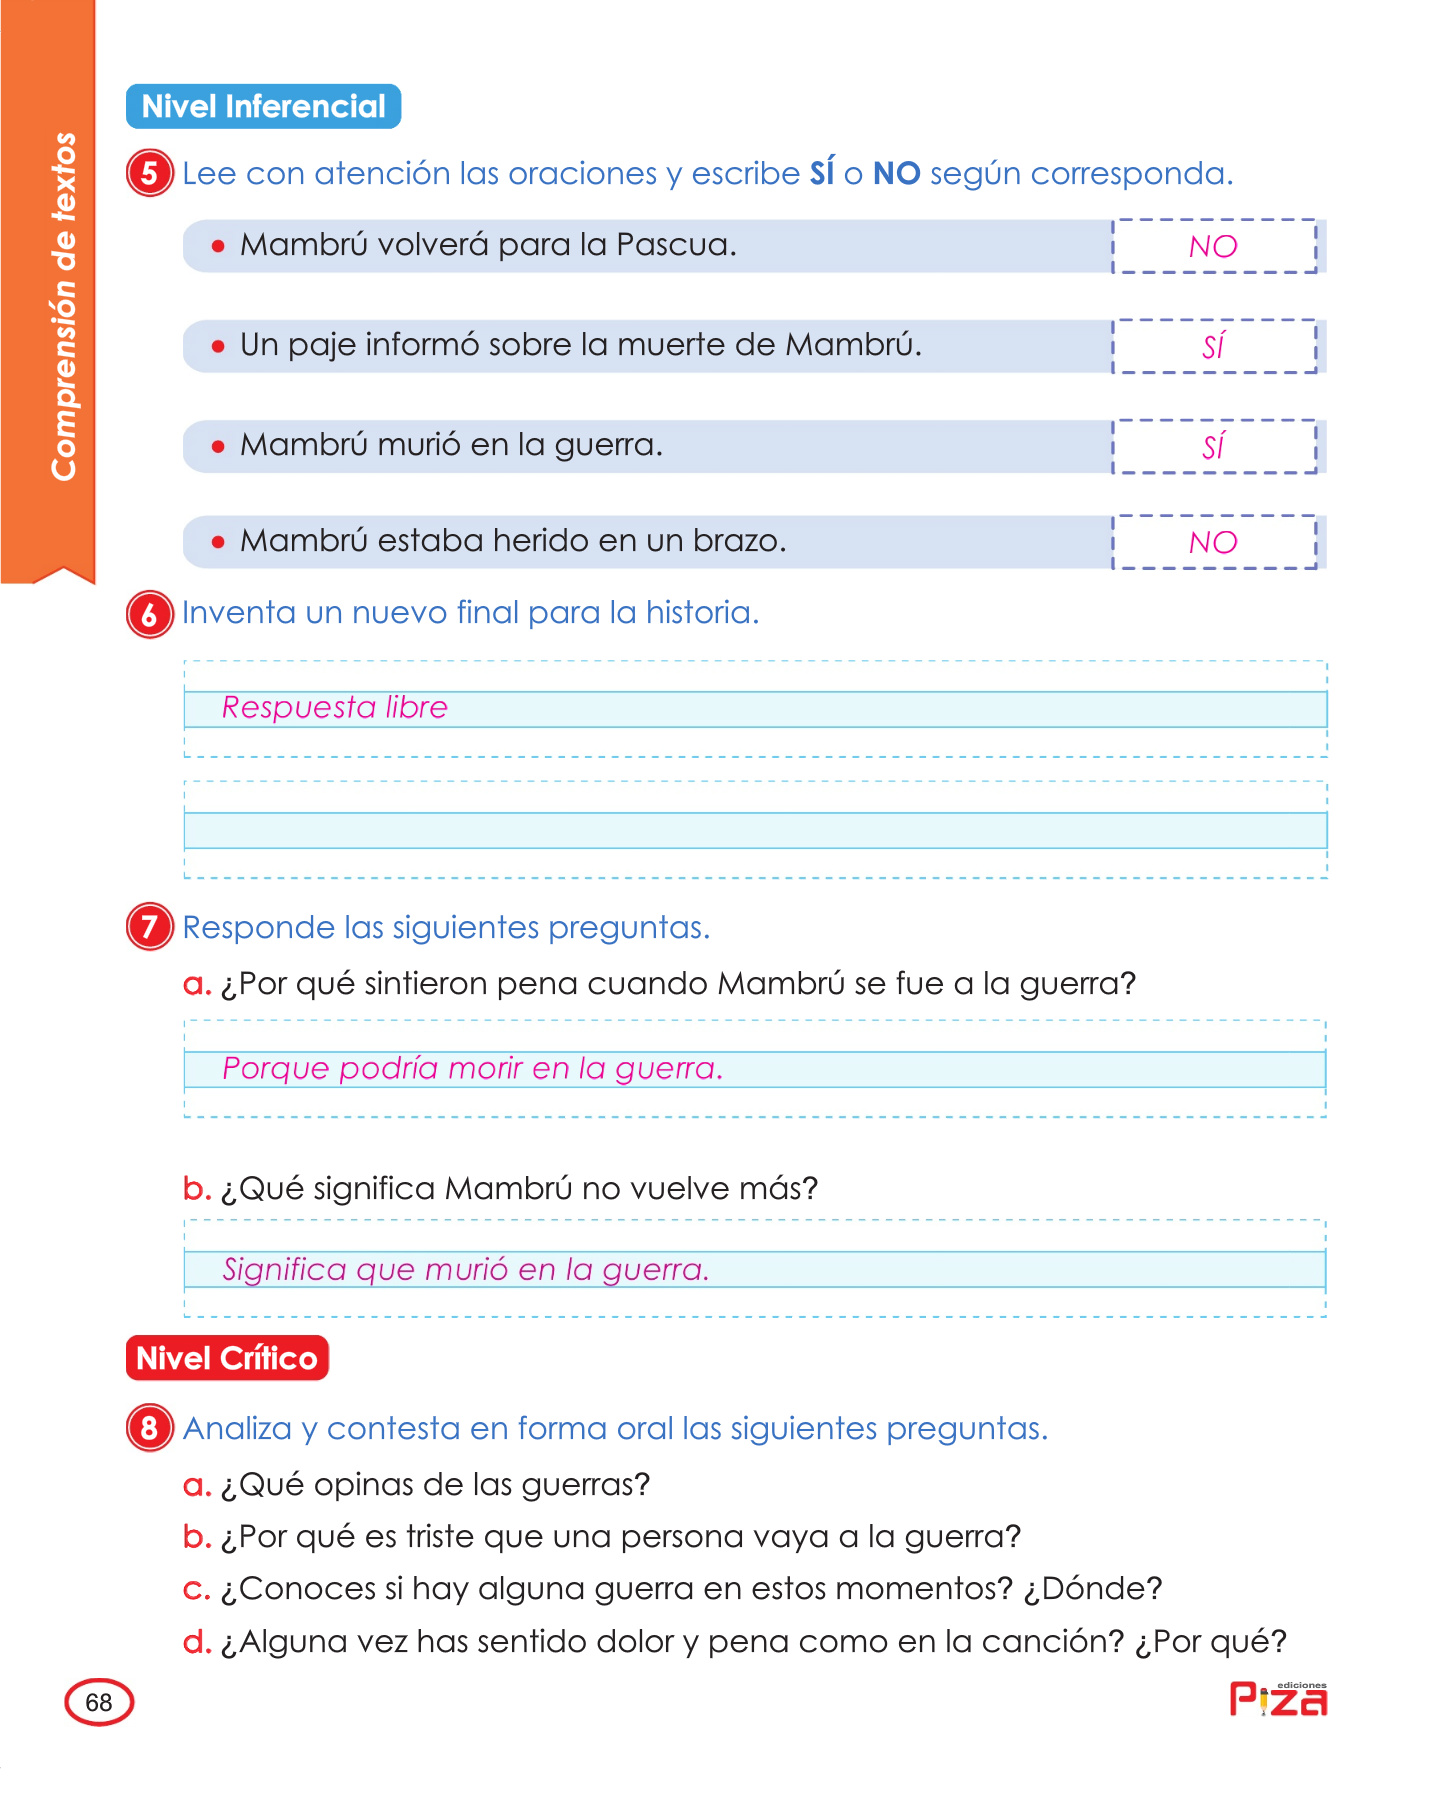 Comprensión de textos
Nivel Inferencial
5 Lee con atención las oraciones y escribe SÍ o NO según corresponda.
• Mambrú volverá para la Pascua. NO
• Un paje informó sobre la muerte de Mambrú. SÍ
• Mambrú murió en la guerra. SÍ
• Mambrú estaba herido en un brazo. NO
6 Inventa un nuevo final para la historia.
Respuesta libre
7 Responde las siguientes preguntas.
a. ¿Por qué sintieron pena cuando Mambrú se fue a la guerra?
Porque podría morir en la guerra.
b. ¿Qué significa Mambrú no vuelve más?
Significa que murió en la guerra.
Nivel Crítico
8 Analiza y contesta en forma oral las siguientes preguntas.
a. ¿Qué opinas de las guerras?
b. ¿Por qué es triste que una persona vaya a la guerra?
c. ¿Conoces si hay alguna guerra en estos momentos? ¿Dónde?
d. ¿Alguna vez has sentido dolor y pena como en la canción? ¿Por qué?
68
ediciones
Piza